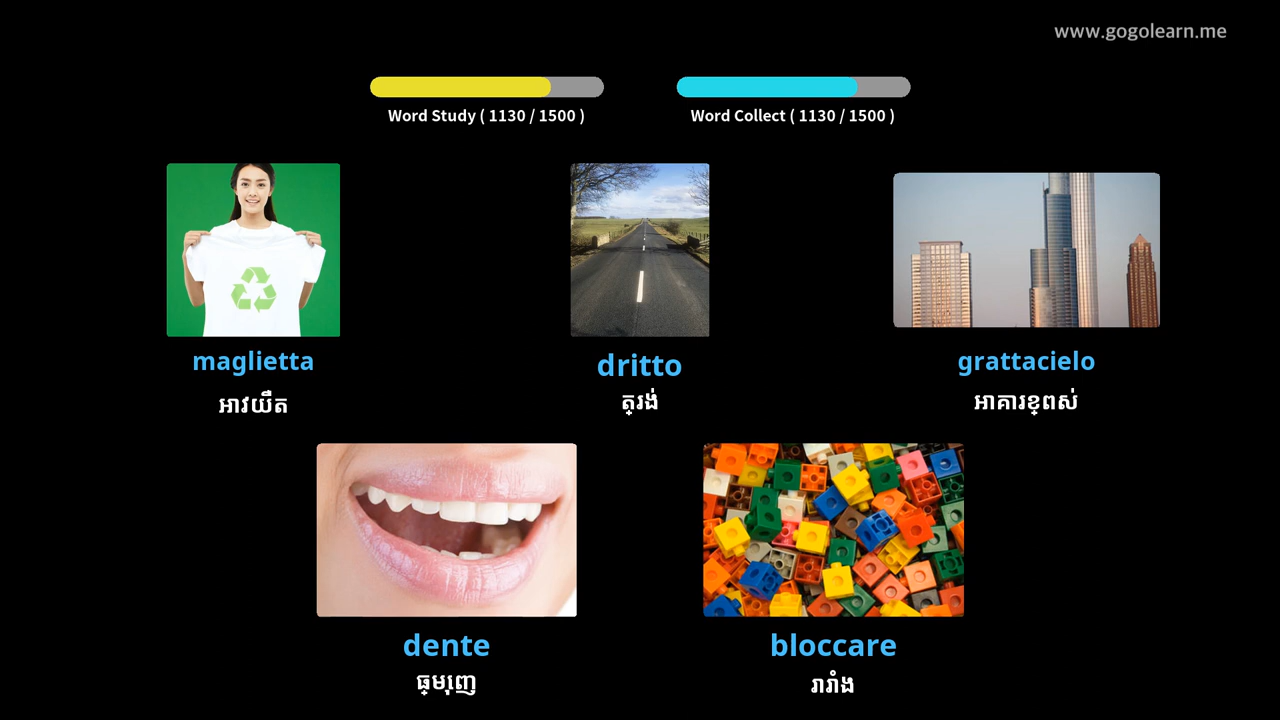 www.gogolearn.me
Word Study ( 1130 / 1500 )
Word Collect ( 1130 / 1500 )
maglietta
dritto
grattacielo
អាវយឺត
ត្រង់
អាគារខ្ពស់
dente
bloccare
ធ្មេញ
រារាំង